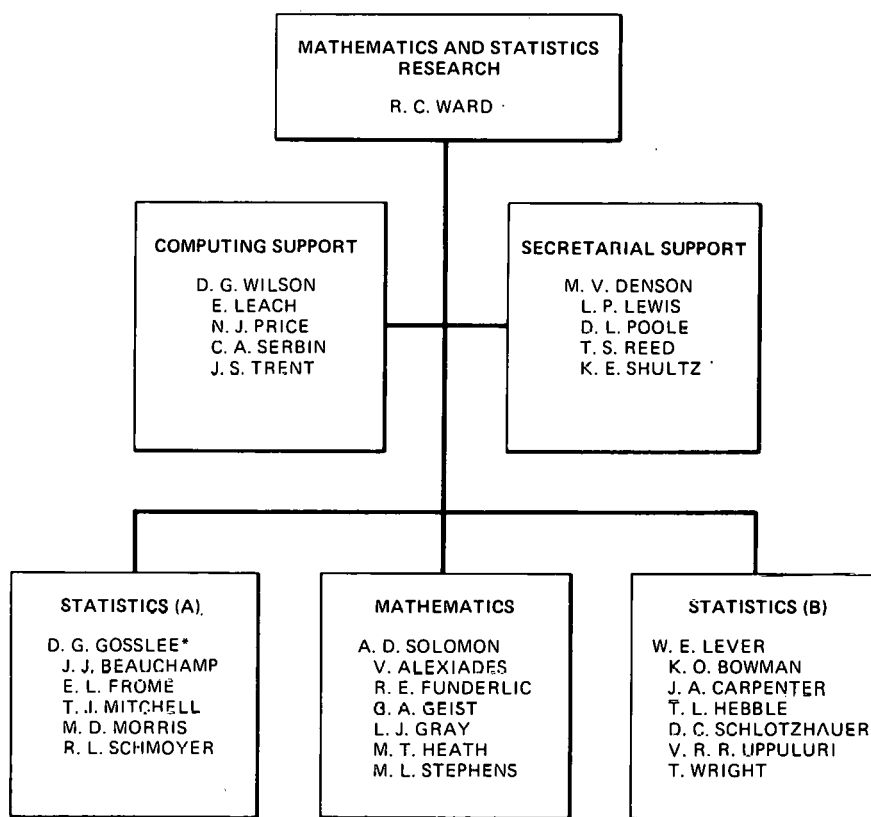 MATHEMATICS AND STATISTICS
RESEARCH
R. C. WARD
COMPUTING SUPPORT
D. G. WILSON
E. LEACH
N. J. PRICE
C. A. SERBIN
J. S. TRENT
SECRETARIAL SUPPORT
M. V. DENSON
L. P. LEWIS
D. L. POOLE
T. S. REED
K. E. SHULTZ
STATISTICS (A)
D. G. GOSSLEE*
J. J. BEAUCHAMP
E. L. FROME
T. J. MITCHELL
M. D. MORRIS
R. L. SCHMOYER
MATHEMATICS
A. D. SOLOMON
V. ALEXIADES
R. E. FUNDERLIC
G. A. GEIST
L. J. GRAY
M. T. HEATH
M. L. STEPHENS
STATISTICS (B)
W. E. LEVER
K. O. BOWMAN
J. A. CARPENTER
T. L. HEBBLE
D. C. SCHLOTZHAUER
V. R. R. UPPULURI
T. WRIGHT